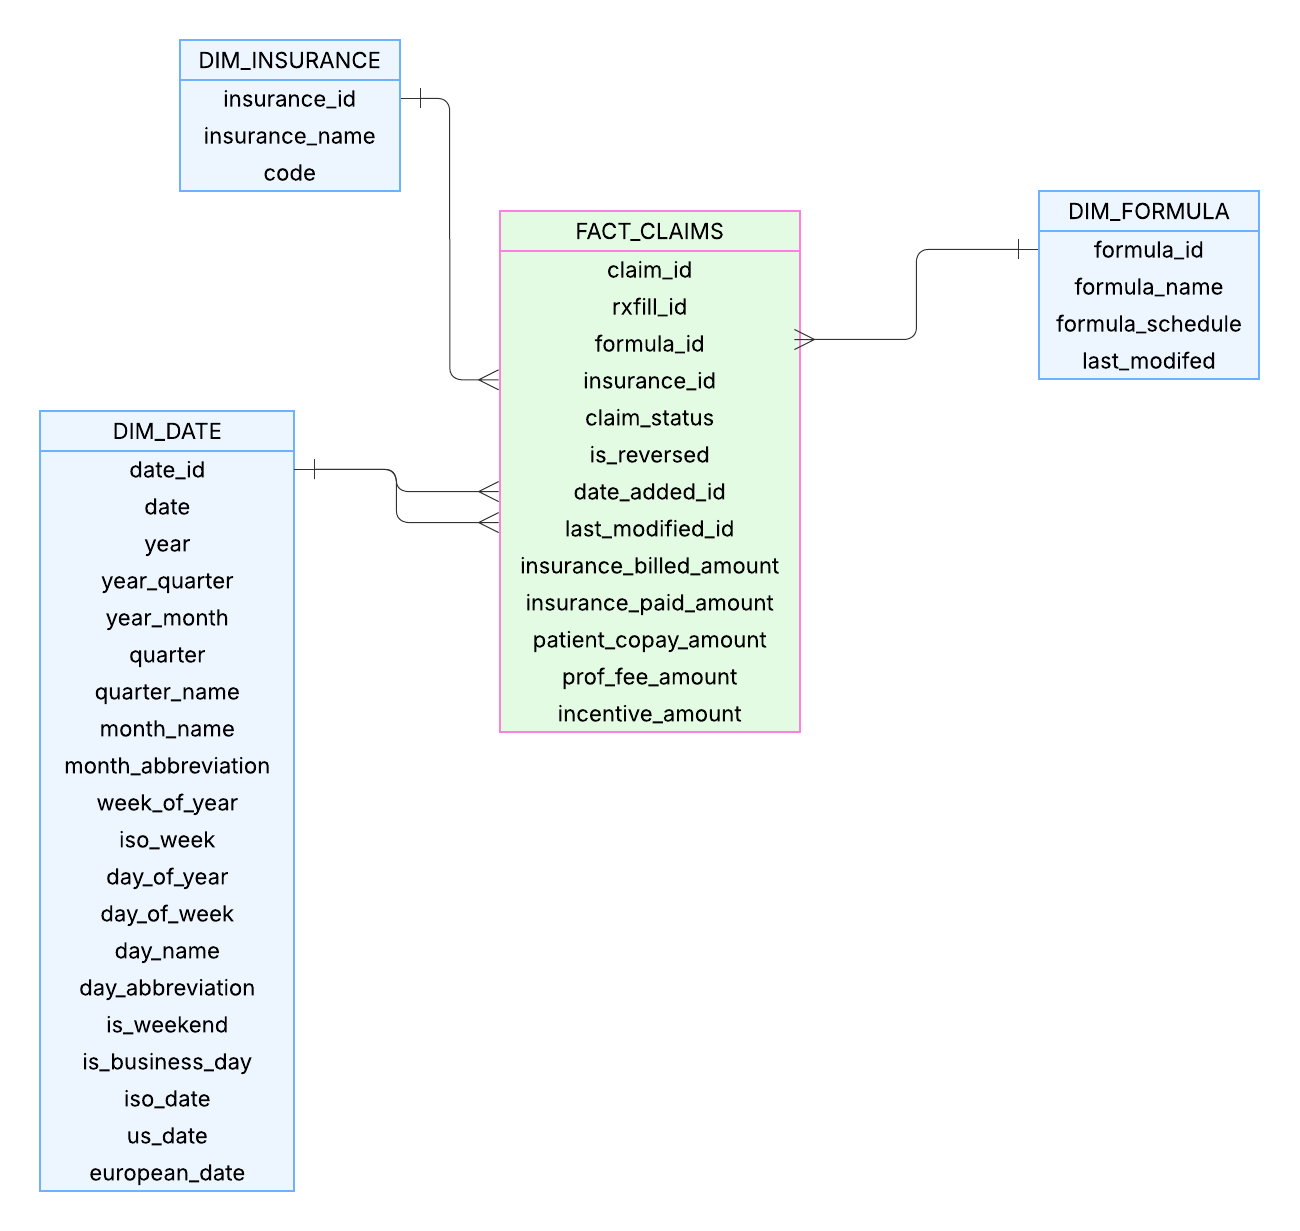 DIM_INSURANCE
insurance_id
insurance_name
code
DIM_FORMULA
formula_id
formula_name
formula_schedule
last_modifed
FACT_CLAIMS
claim_id
rxfill_id
formula_id
insurance_id
claim_status
is_reversed
date_added_id
last_modified_id
insurance_billed_amount
insurance_paid_amount
patient_copay_amount
prof_fee_amount
incentive_amount
DIM_DATE
date_id
date
year
year_quarter
year_month
quarter
quarter_name
month_name
month_abbreviation
week_of_year
iso_week
day_of_year
day_of_week
day_name
day_abbreviation
is_weekend
is_business_day
iso_date
us_date
european_date